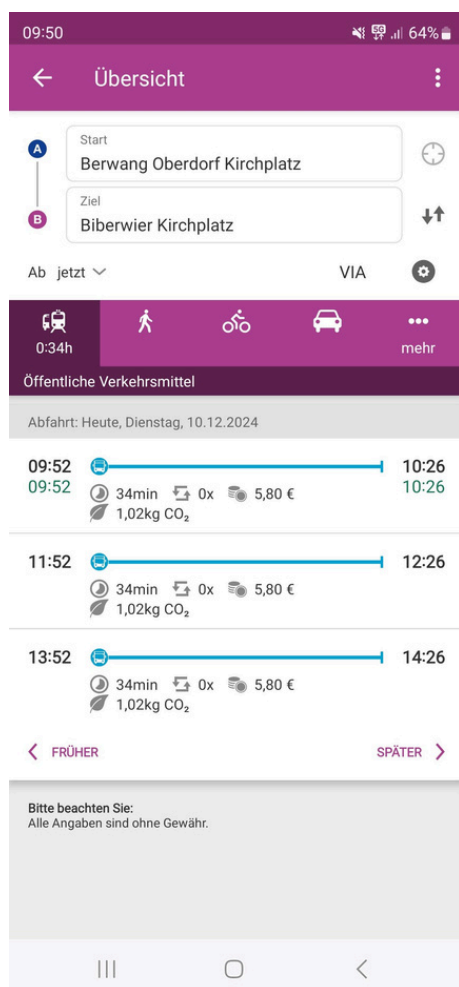 09:50
5G 64%
Übersicht
A
Start
Berwang Oberdorf Kirchplatz
B
Ziel
Biberwier Kirchplatz
Ab jetzt
VIA
0:34h
mehr
Öffentliche Verkehrsmittel
Abfahrt: Heute, Dienstag, 10.12.2024
09:52 10:26
09:52 10:26
34min 0x 5,80 €
1,02kg CO₂
11:52 12:26
34min 0x 5,80 €
1,02kg CO₂
13:52 14:26
34min 0x 5,80 €
1,02kg CO₂
FRÜHER SPÄTER
Bitte beachten Sie:
Alle Angaben sind ohne Gewähr.